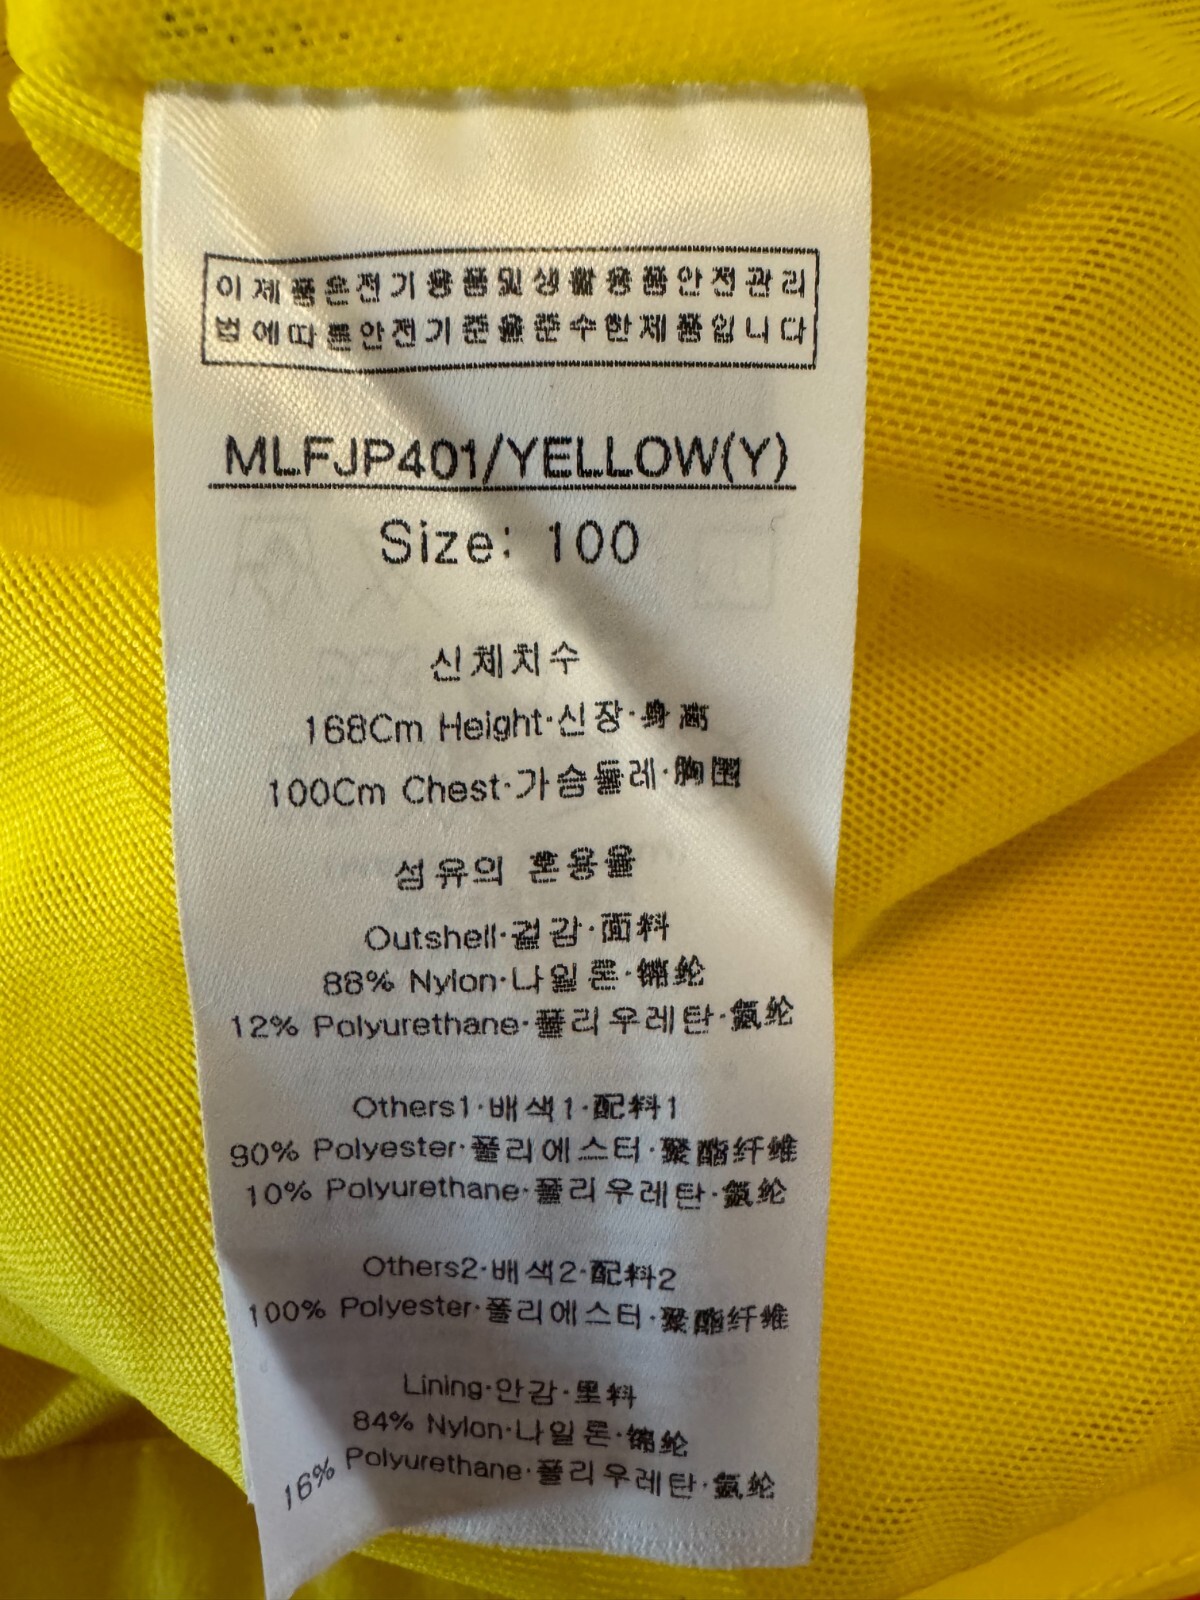 이제품은전기용품및생활용품안전관리
법에따른안전기준을준수한제품입니다
MLFJP401/YELLOW(Y)
Size: 100
신체치수
168Cm Height·신장·身高
100Cm Chest·가슴둘레·胸围
섬유의 혼용율
Outshell·겉감·面料
88% Nylon·나일론·锦纶
12% Polyurethane·폴리우레탄·氨纶
Others1·배색1·配料1
90% Polyester·폴리에스터·聚酯纤维
10% Polyurethane·폴리우레탄·氨纶
Others2·배색2·配料2
100% Polyester·폴리에스터·聚酯纤维
Lining·안감·里料
84% Nylon·나일론·锦纶
16% Polyurethane·폴리우레탄·氨纶